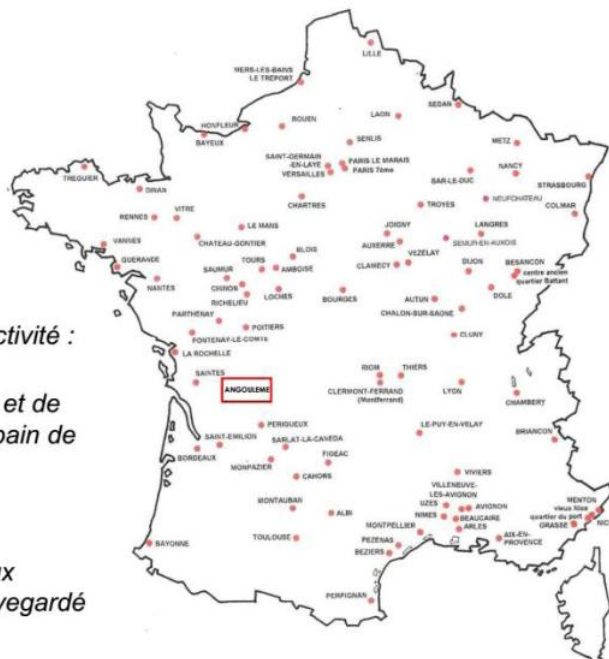 LILLE
MERS-LES-BAINS
LE TRÉPORT
SEDAN
ROUEN
LAON
HONFLEUR
BAYEUX
SENLIS
METZ
SAINT-GERMAIN
-EN-LAYE
PARIS LE MARAIS
VERSAILLES
PARIS 7ème
NANCY
TREGUIER
BAR-LE-DUC
STRASBOURG
DINAN
CHARTRES
TROYES
NEUFCHATEAU
COLMAR
RENNES
VITRE
LE MANS
JOIGNY
LANGRES
VANNES
CHATEAU-GONTIER
AUXERRE
SEMUR-EN-AUXOIS
BLOIS
VEZELAY
GUERANDE
TOURS
AMBOISE
CLAMECY
DIJON
BESANCON
centre ancien
quartier Battant
SAUMUR
NANTES
CHINON
LOCHES
BOURGES
AUTUN
DOLE
RICHELIEU
CHALON-SUR-SAONE
PARTHENAY
POITIERS
CLUNY
FONTENAY-LE-COMTE
ctivité :
LA ROCHELLE
SAINTES
RIOM
THIERS
ANGOULEME
CLERMONT-FERRAND
(Montferrand)
LYON
CHAMBERY
et de
PERIGUEUX
LE-PUY-EN-VELAY
BRIANCON
pain de
SAINT-EMILION
SARLAT-LA-CANEDA
BORDEAUX
FIGEAC
MONPAZIER
CAHORS
VIVIERS
VILLENEUVE-
LES-AVIGNON
MENTON
MONTAUBAN
ALBI
UZES
AVIGNON
vieux Nice
NIMES
BEAUCAIRE
quartier du port
NIC
MONTPELLIER
ARLES
GRASSE
BAYONNE
TOULOUSE
PEZENAS
AIX-EN-
PROVENCE
BEZIERS
ux
vegardé
PERPIGNAN